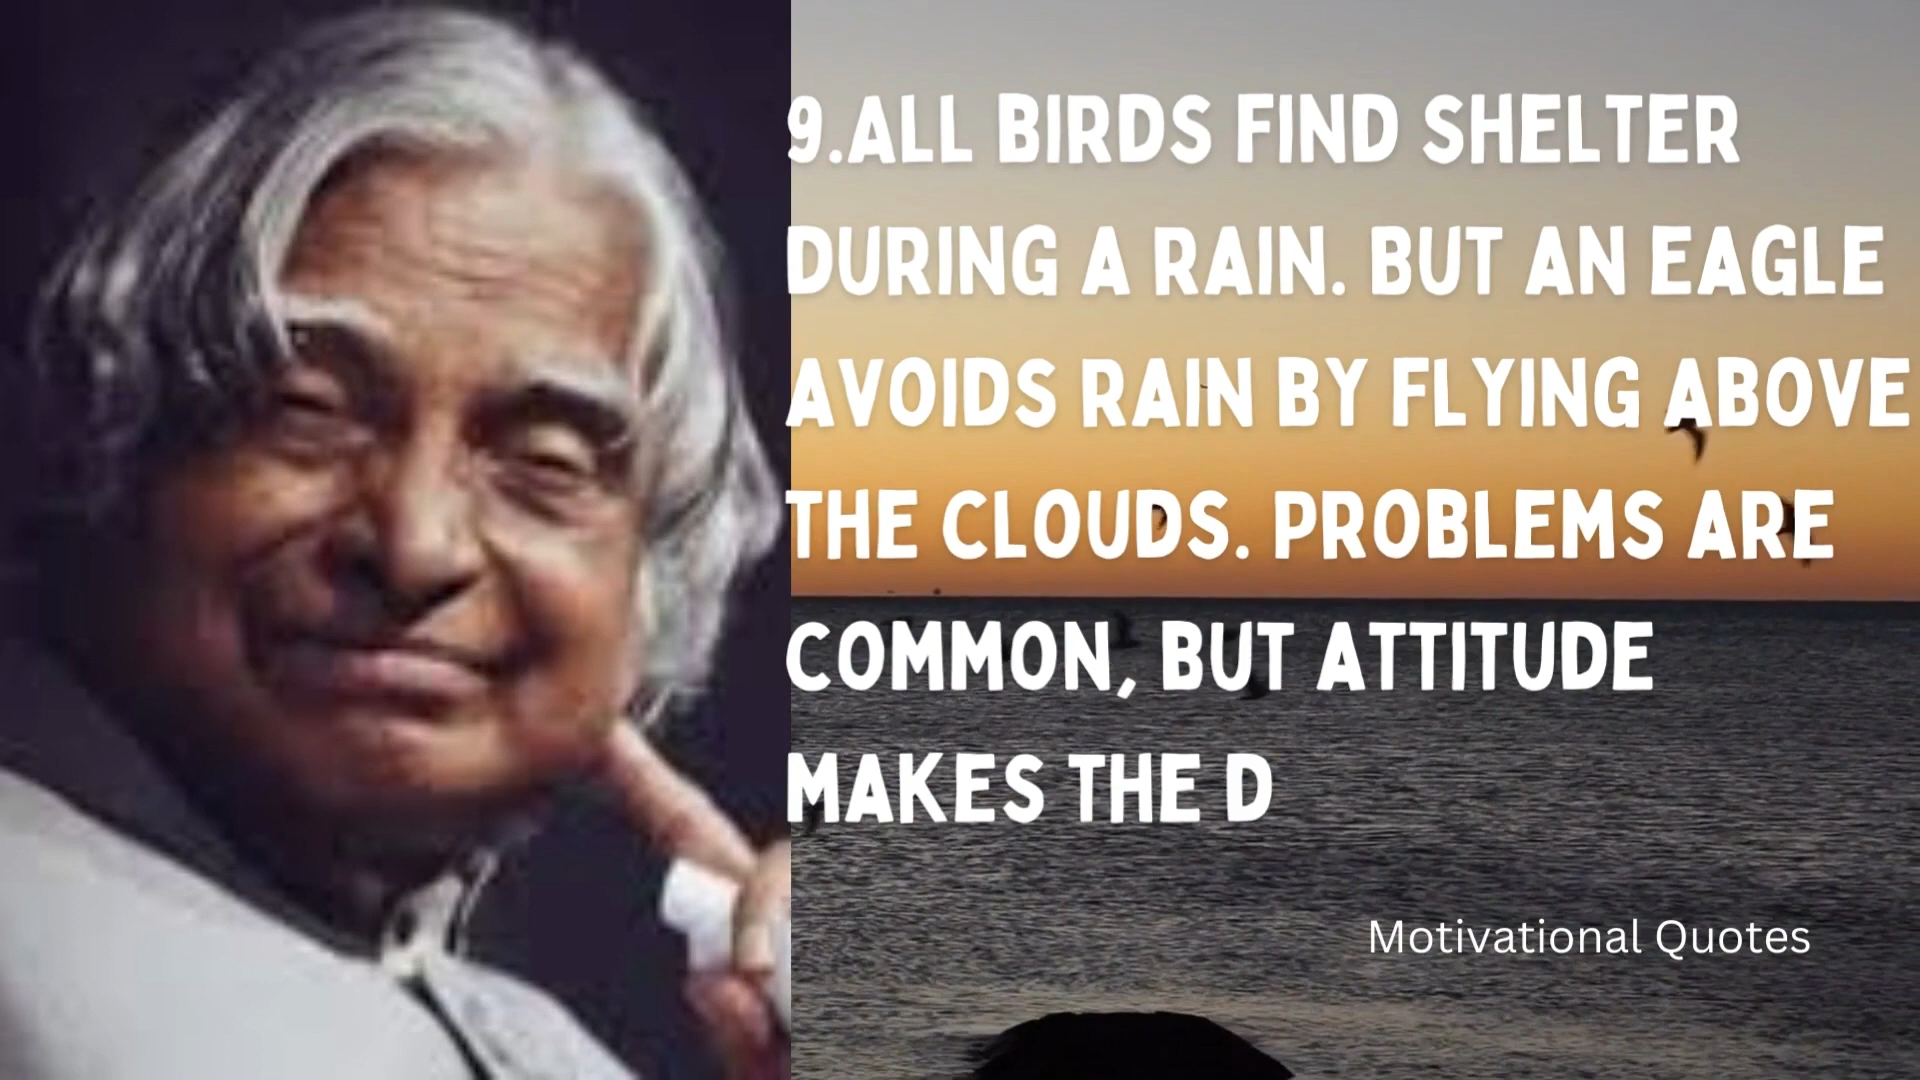 9.ALL BIRDS FIND SHELTER
DURING A RAIN. BUT AN EAGLE
AVOIDS RAIN BY FLYING ABOVE
THE CLOUDS. PROBLEMS ARE
COMMON, BUT ATTITUDE
MAKES THE D
Motivational Quotes